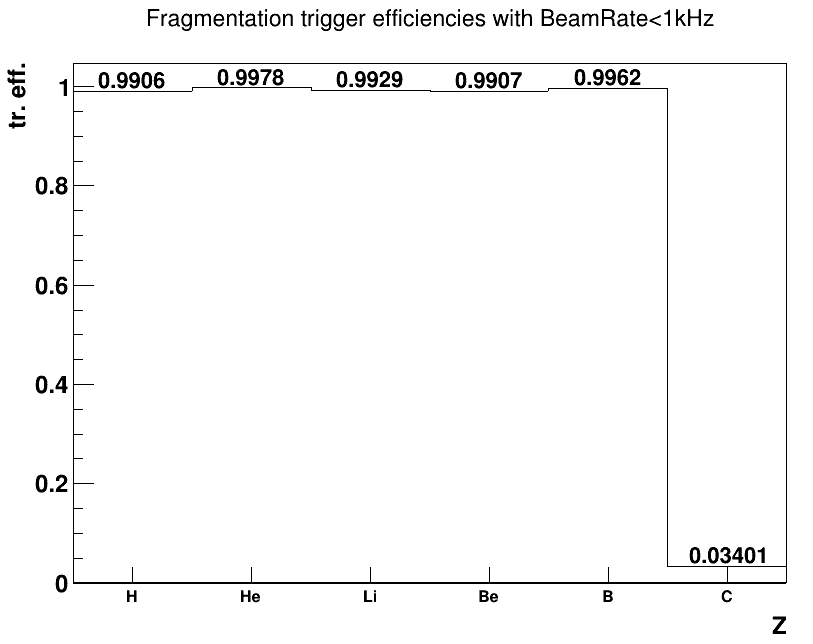 Fragmentation trigger efficiencies with BeamRate<1kHz
tr. eff.
1
0.8
0.6
0.4
0.2
0
0.9906 0.9978 0.9929 0.9907 0.9962
0.03401
H He Li Be B C
Z